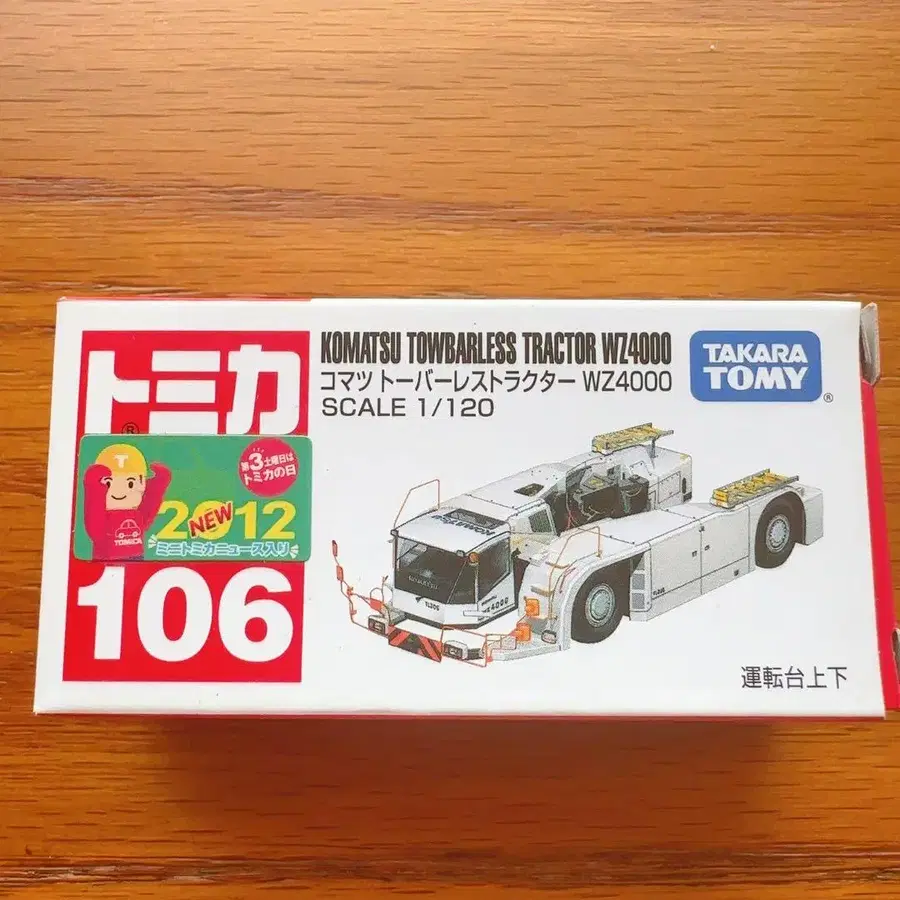 トミカ
®
KOMATSU TOWBARLESS TRACTOR WZ4000
コマツ トーバーレストラクター WZ4000
SCALE 1/120
TAKARA
TOMY
®
T
TOMICA
第3土曜日は
トミカの日
2012
NEW
ミニトミカニュース入り
106
KOMATSU
WZ4000
運転台上下